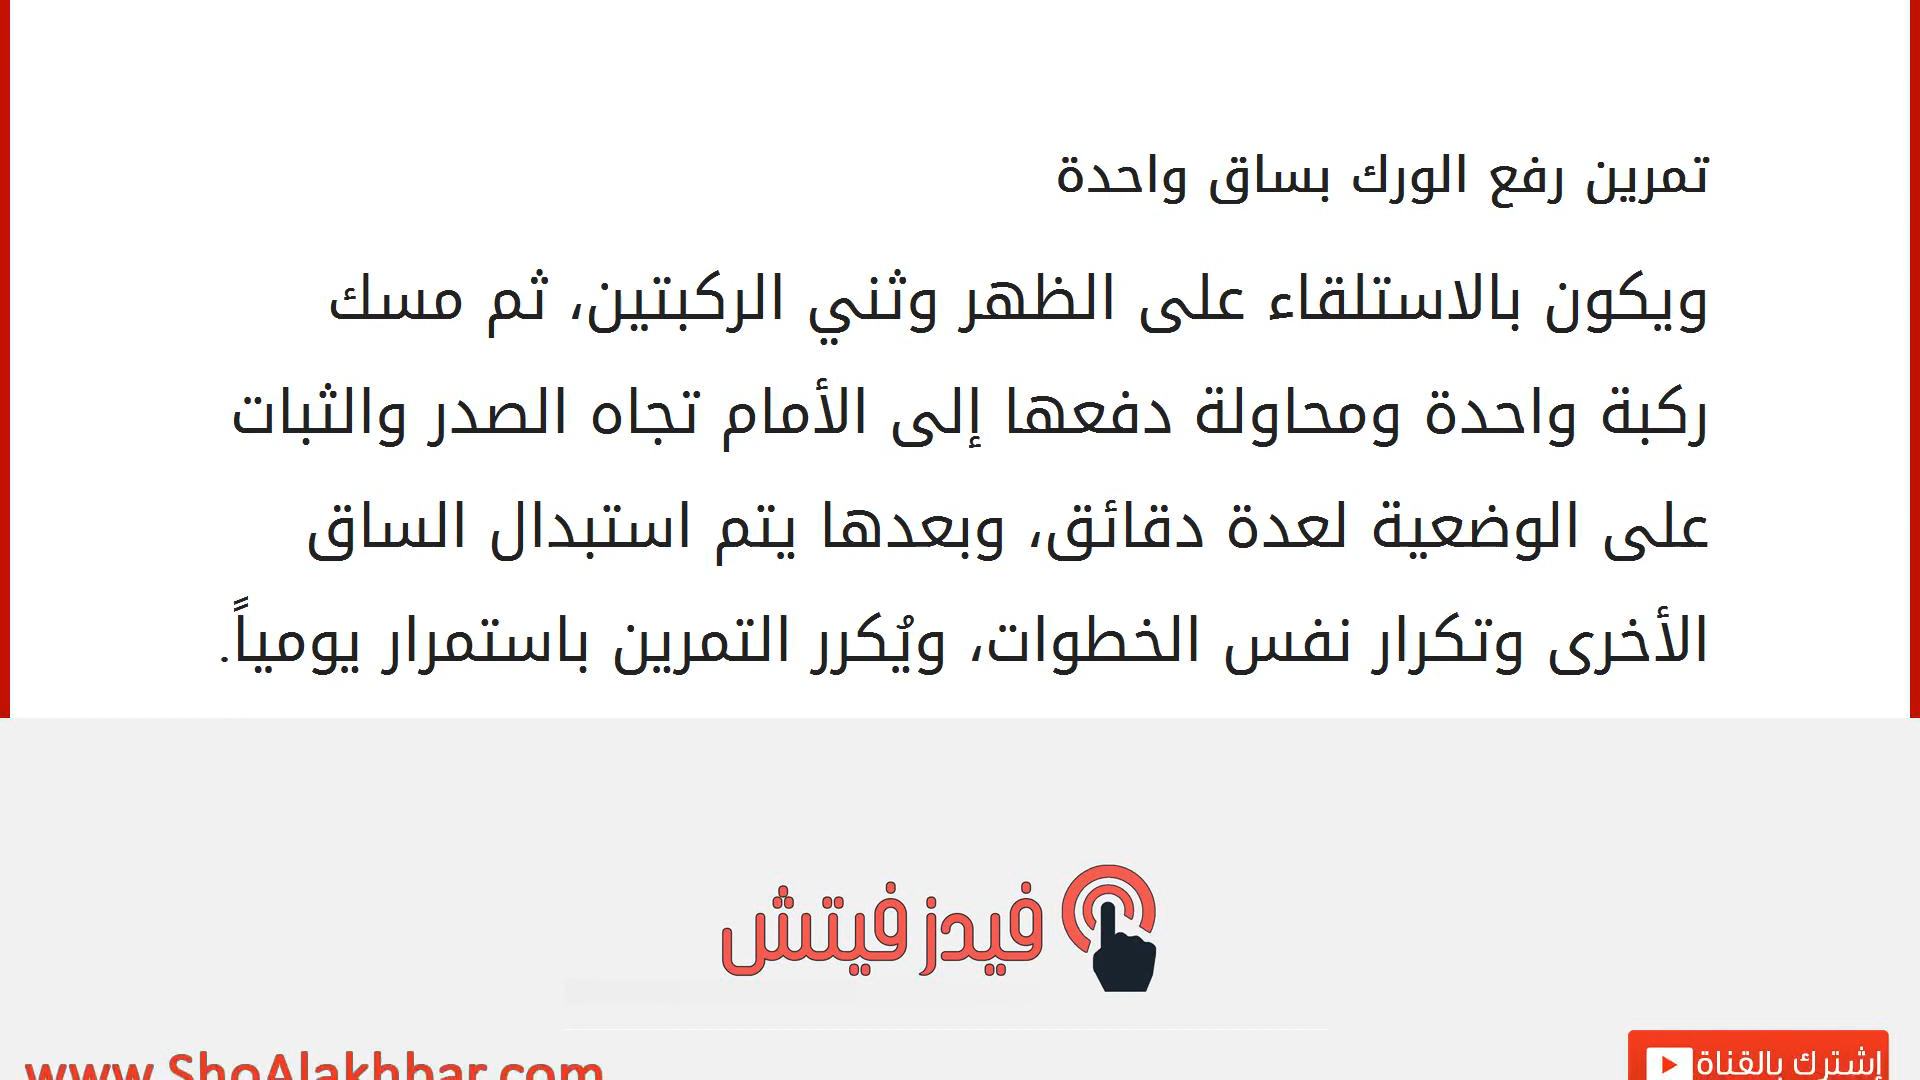 تمرين رفع الورك بساق واحدة
ويكون بالاستلقاء على الظهر وثني الركبتين، ثم مسك
ركبة واحدة ومحاولة دفعها إلى الأمام تجاه الصدر والثبات
على الوضعية لعدة دقائق، وبعدها يتم استبدال الساق
الأخرى وتكرار نفس الخطوات، ويُكرر التمرين باستمرار يومياً.
فيدز فيتش
www.ShoAlakhbar.com
إشترك بالقناة